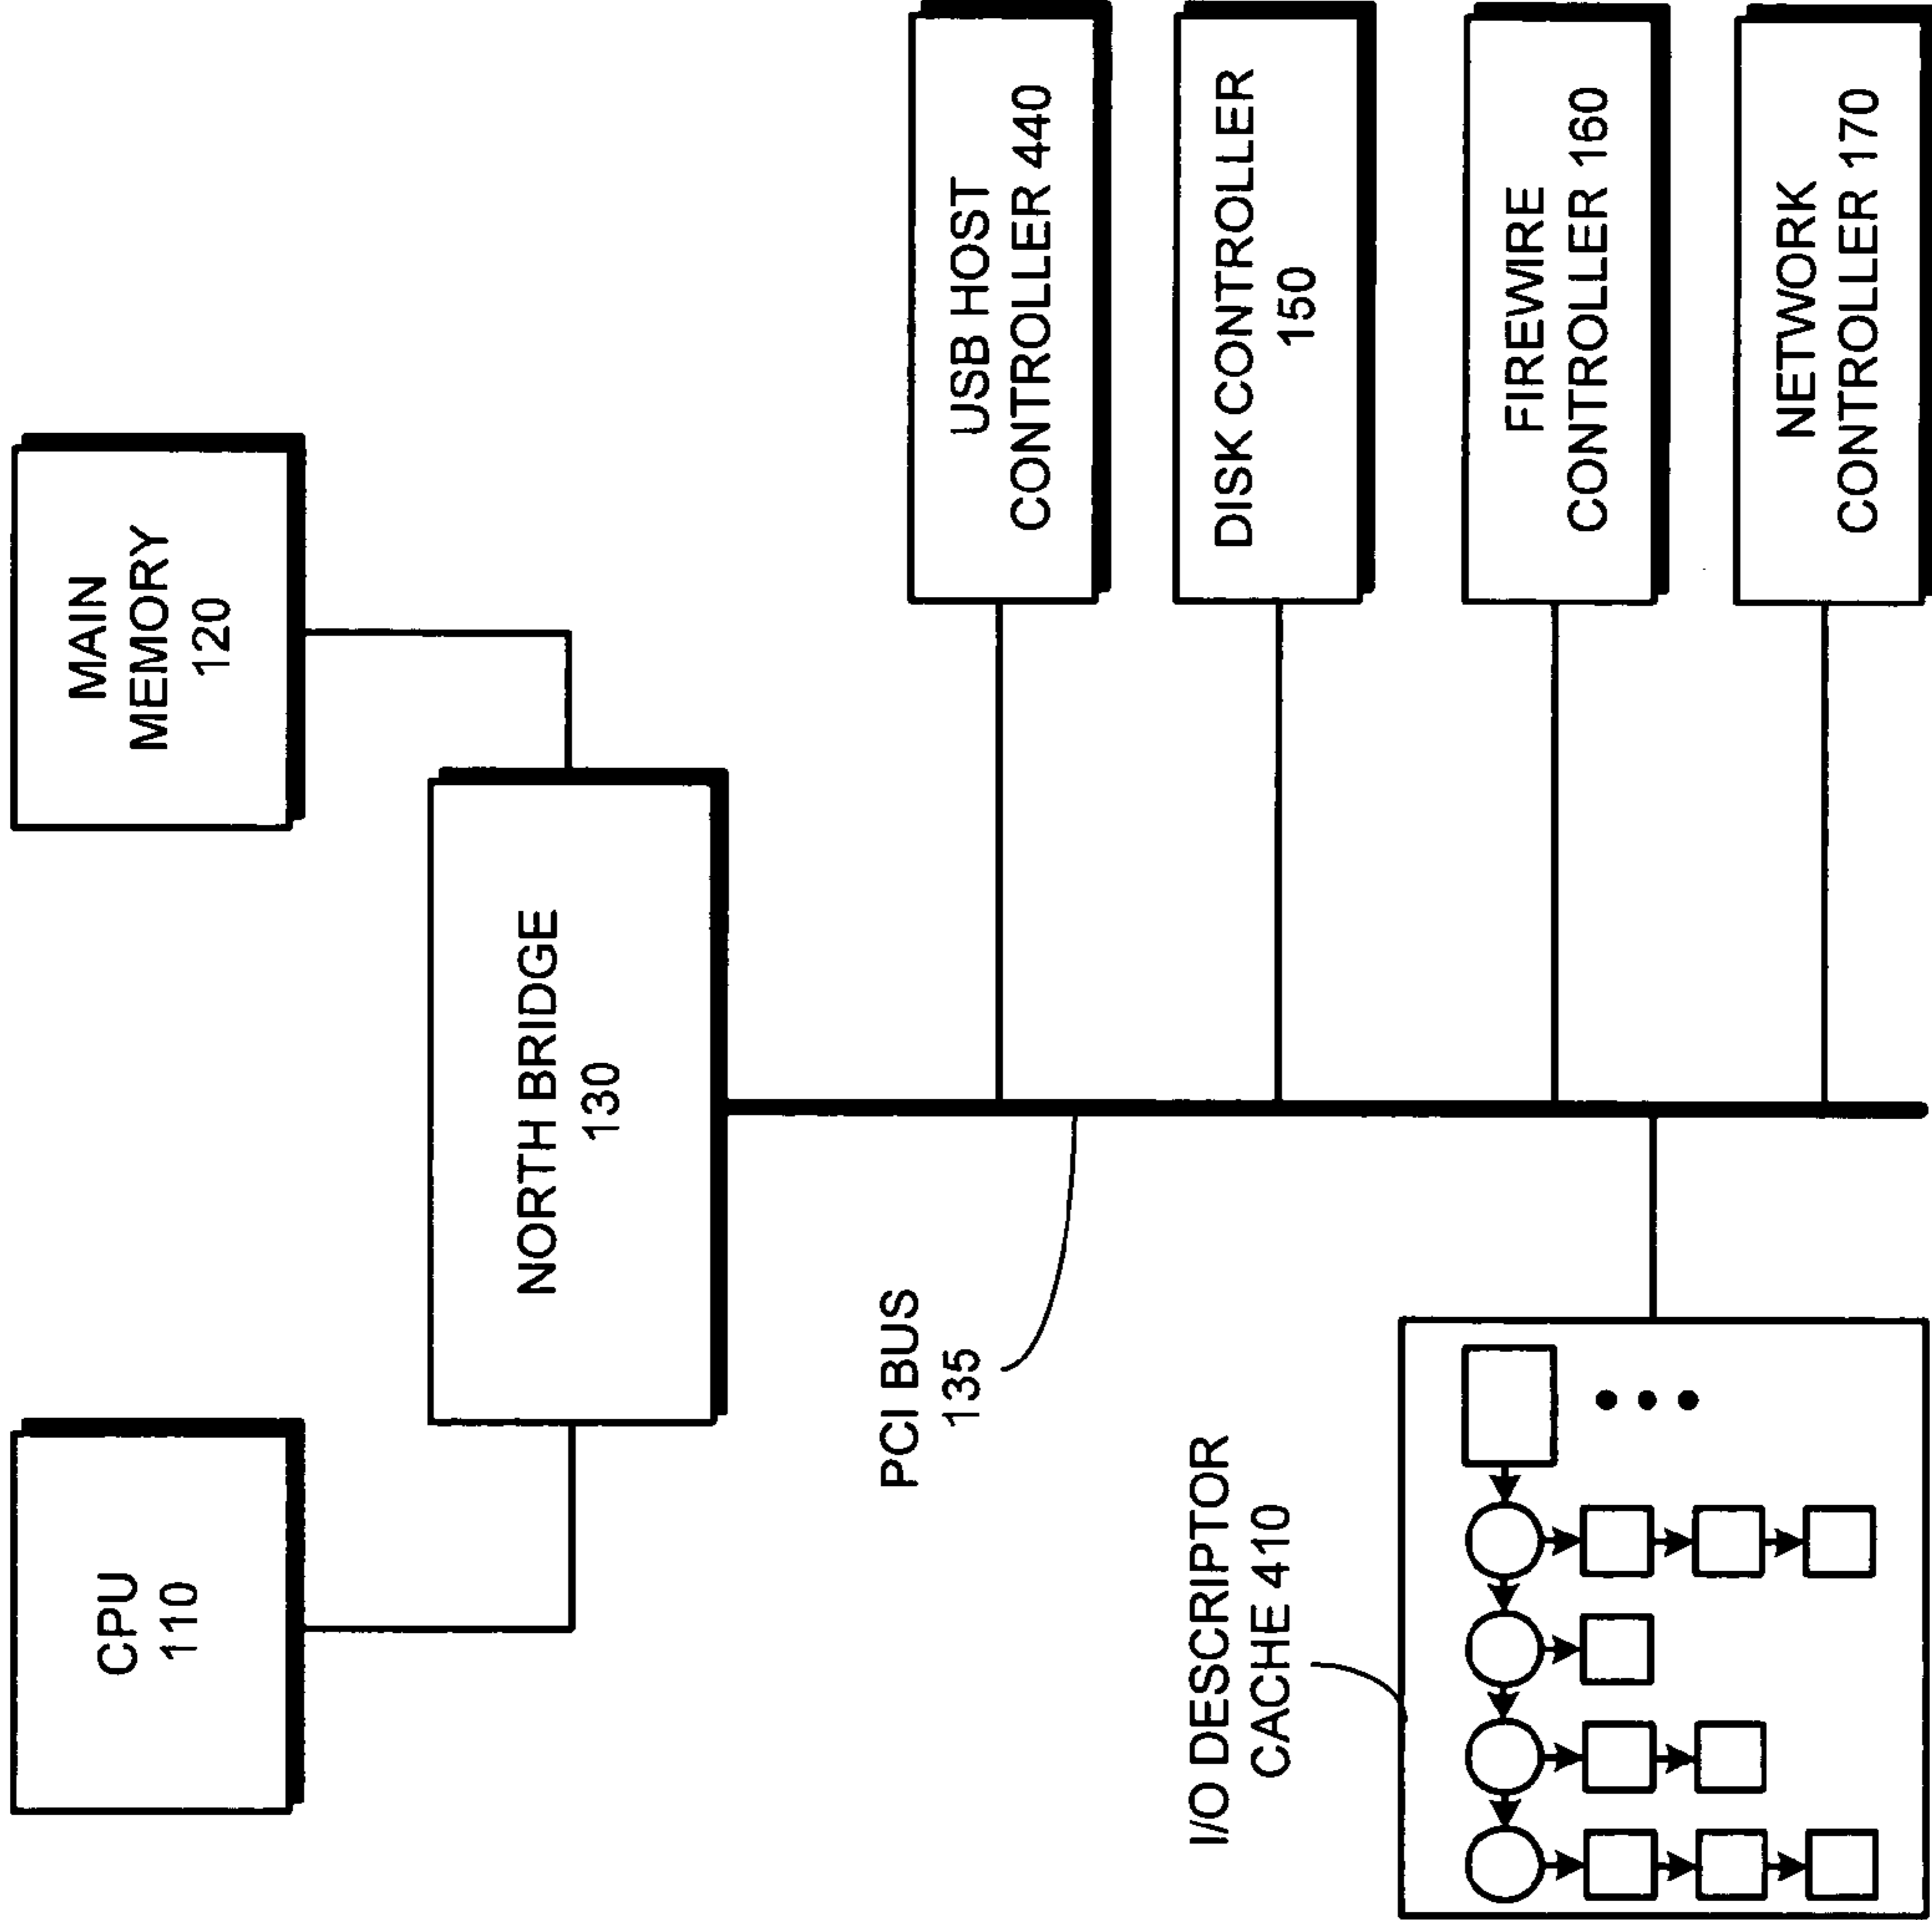 CPU
110
MAIN
MEMORY
120
NORTH BRIDGE
130
PCI BUS
135
USB HOST
CONTROLLER 440
I/O DESCRIPTOR
CACHE 410
DISK CONTROLLER
150
FIREWIRE
CONTROLLER 160
NETWORK
CONTROLLER 170